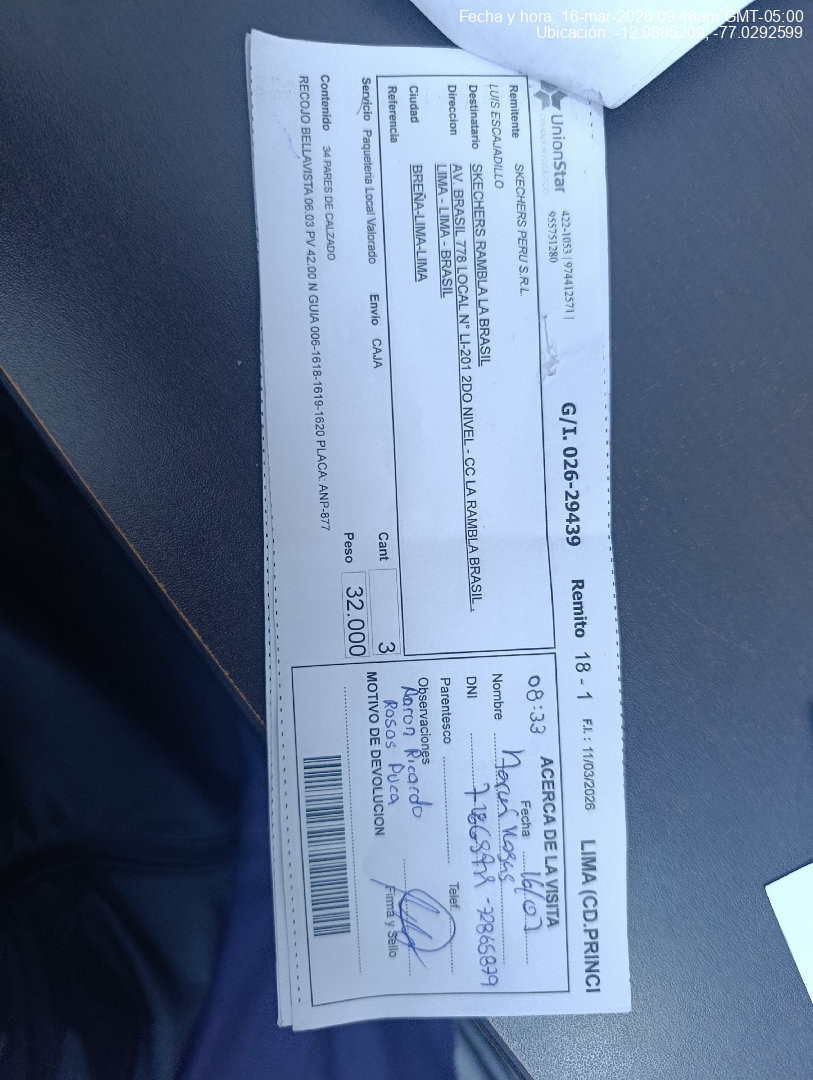 Fecha y hora: 16-mar-2026 09:48am GMT-05:00
Ubicación: -12.0895200, -77.0292599
UnionStar
422-1053 | 974412571 |
955751280
G/I. 026-29439
Remito 18 - 1
F.I.: 11/03/2026
LIMA (CD.PRINCI
Remitente SKECHERS PERU S.R.L.
LUIS ESCAJADILLO
Destinatario SKECHERS RAMBLA LA BRASIL
Direccion AV. BRASIL 778 LOCAL N° LI-201 2DO NIVEL - CC LA RAMBLA BRASIL .
LIMA - LIMA - BRASIL
Ciudad BREÑA-LIMA-LIMA
Referencia
Servicio Paqueteria Local Valorado Envío CAJA
Cant 3
Peso 32.000
Contenido 34 PARES DE CALZADO
RECOJO BELLAVISTA 06.03 PV 42.00 N GUIA 006-1618-1619-1620 PLACA: ANP-877
ACERCA DE LA VISITA
08:33 Fecha 16/03
Nombre Rosas
DNI -72865879
Parentesco Telef.
Observaciones
Aaron Ricardo
Rosas Puca
Firma y Sello
MOTIVO DE DEVOLUCION